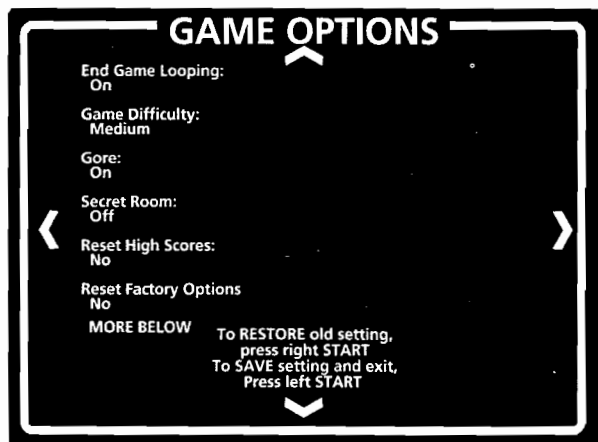 GAME OPTIONS
End Game Looping:
On
Game Difficulty:
Medium
Gore:
On
Secret Room:
Off
Reset High Scores:
No
Reset Factory Options
No
MORE BELOW
To RESTORE old setting,
press right START
To SAVE setting and exit,
Press left START